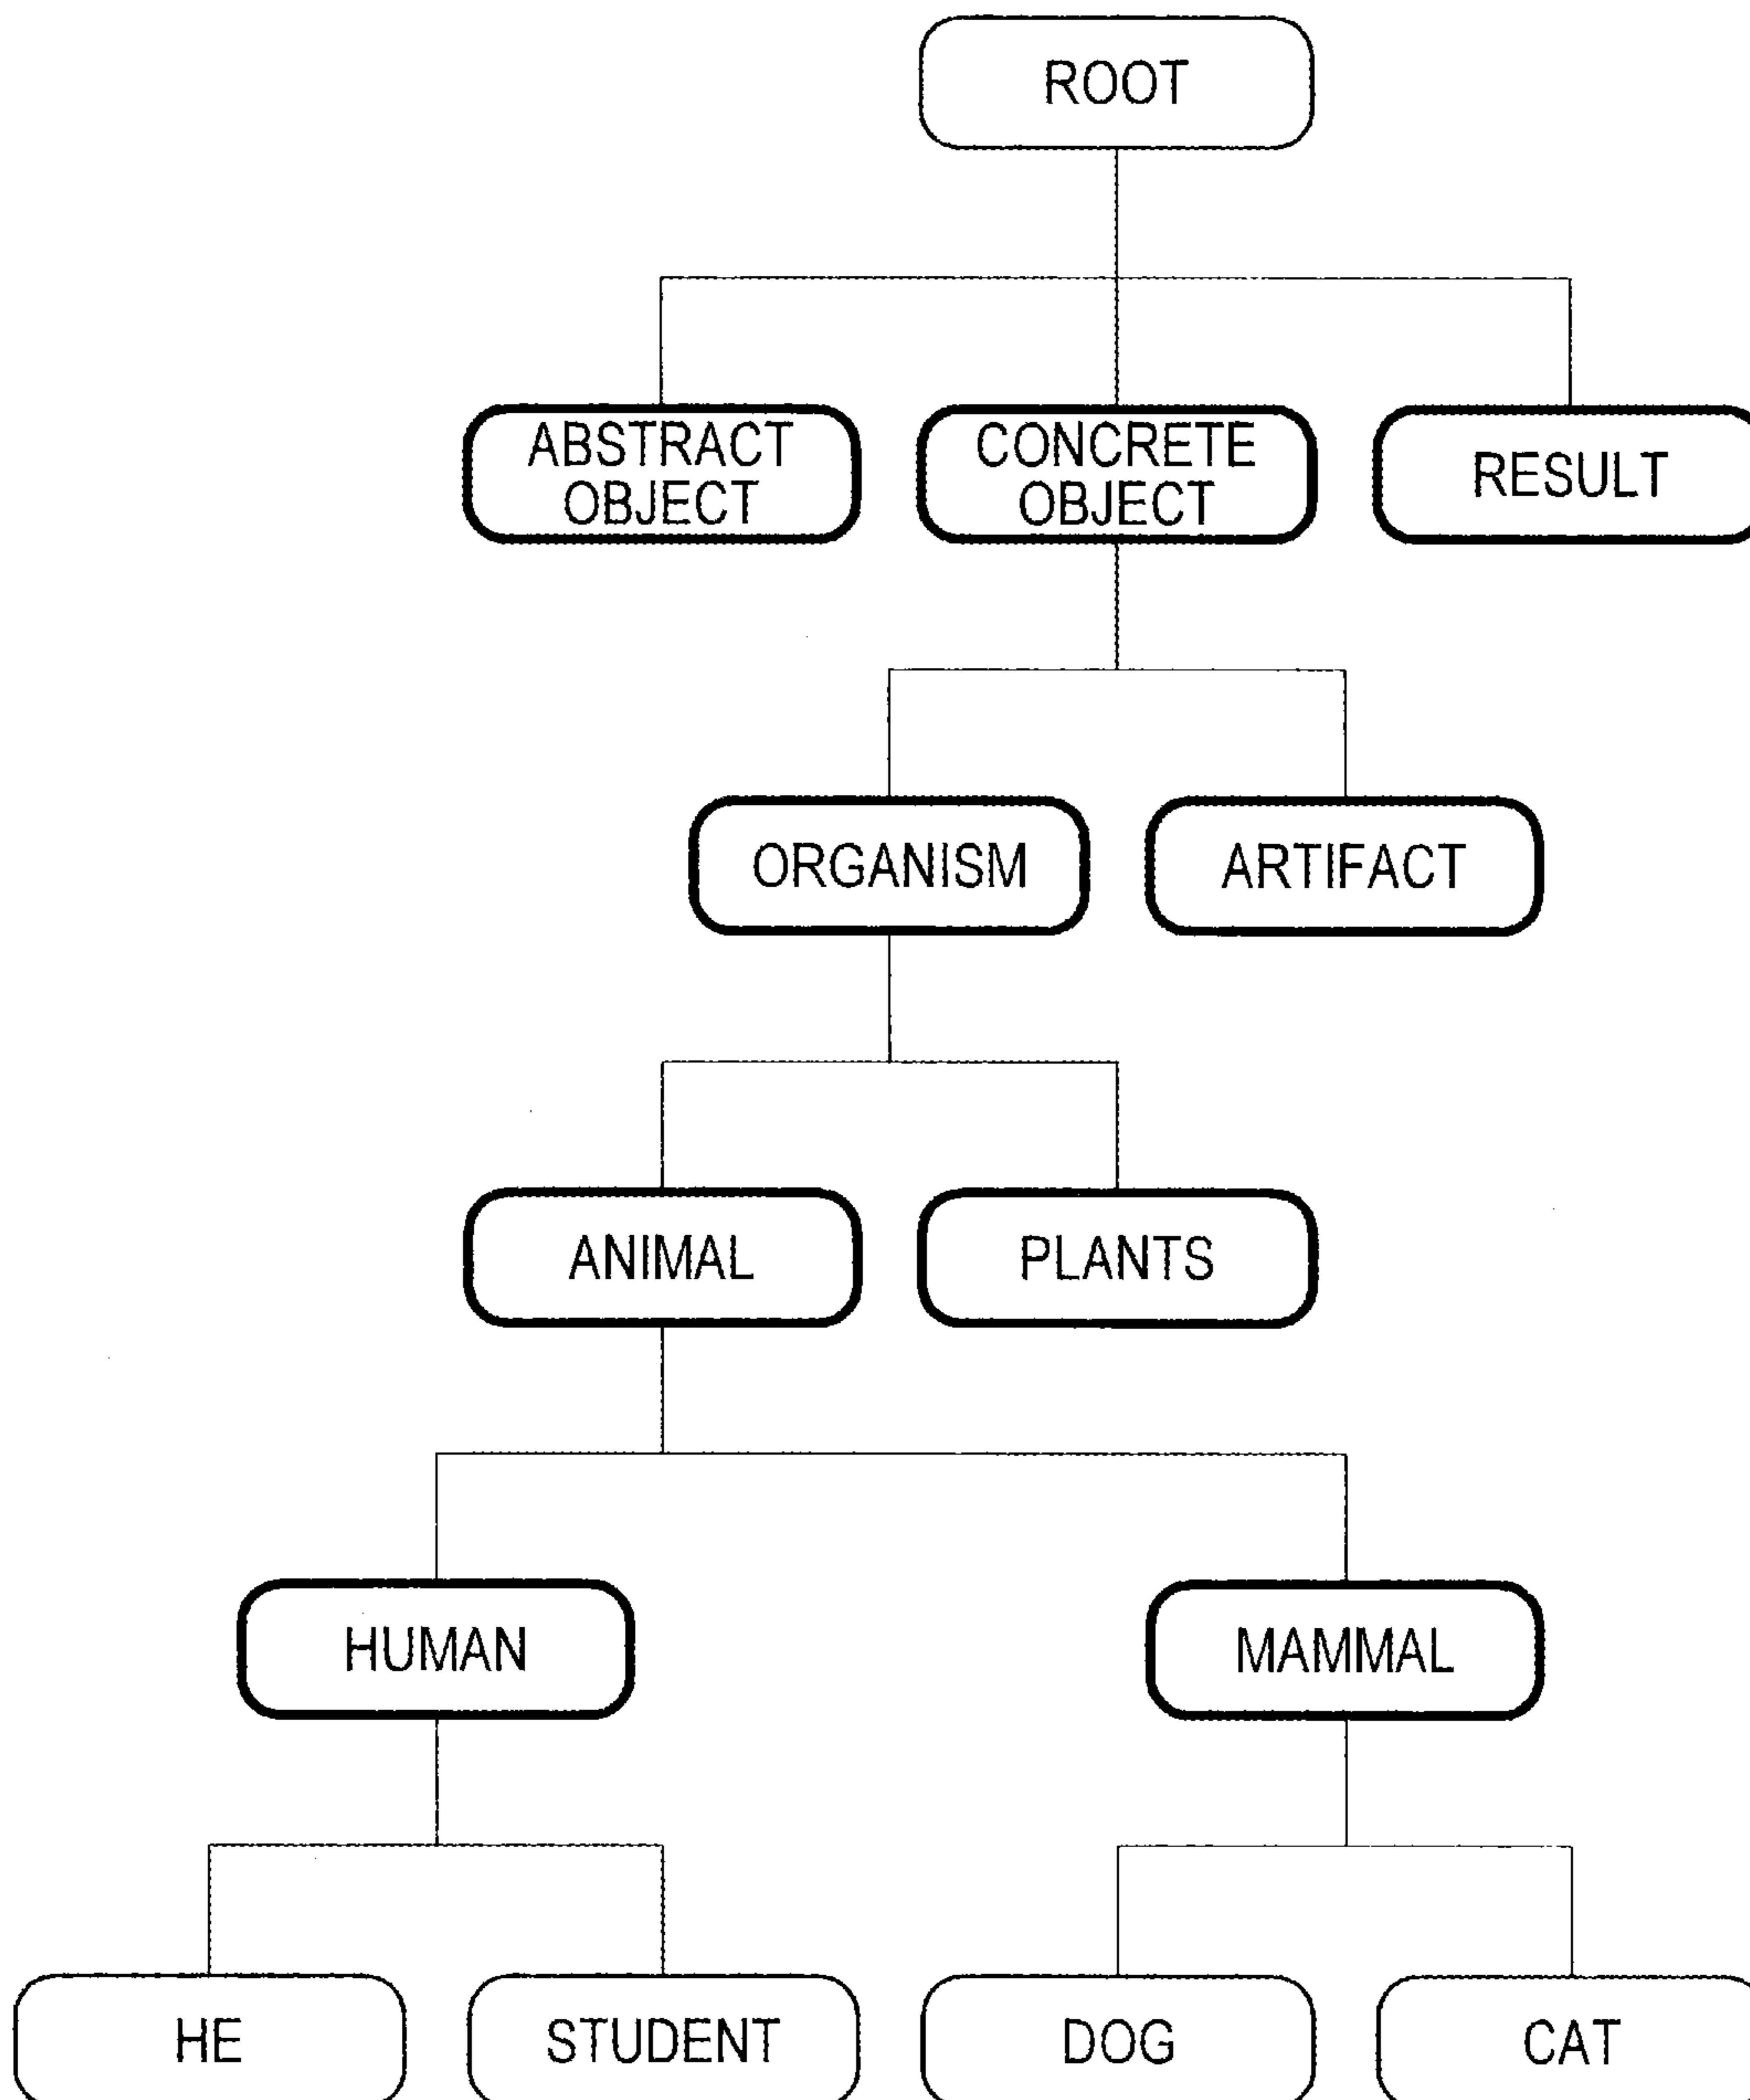 ROOT
ABSTRACT
OBJECT
CONCRETE
OBJECT
RESULT
ORGANISM
ARTIFACT
ANIMAL
PLANTS
HUMAN
MAMMAL
HE
STUDENT
DOG
CAT